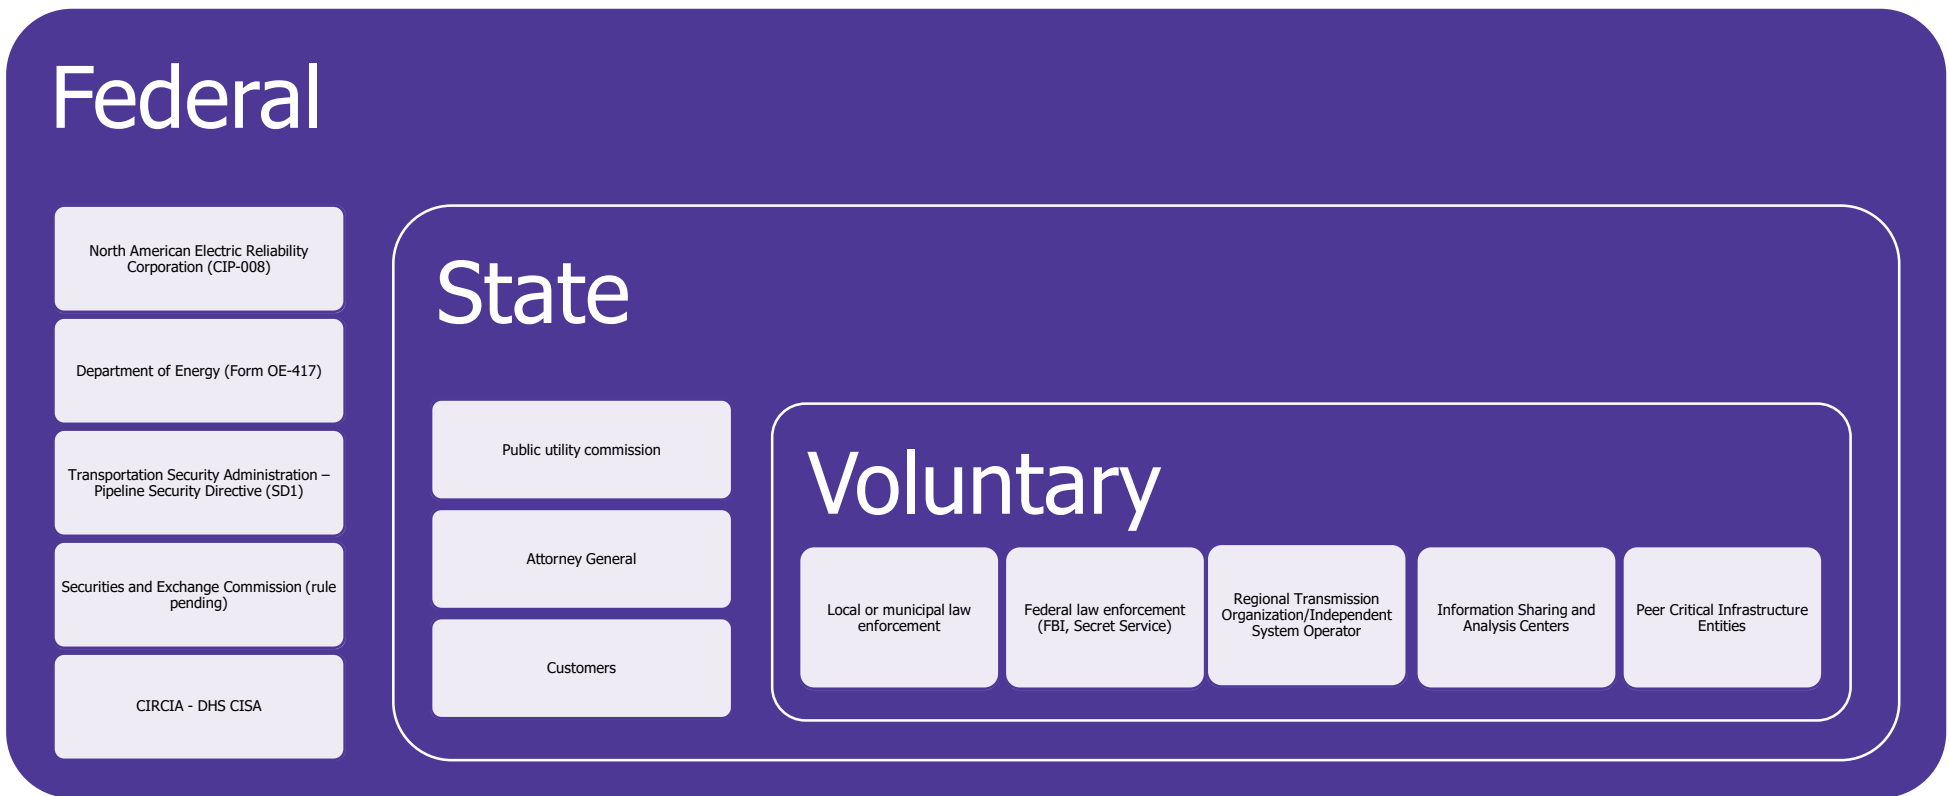 Federal
North American Electric Reliability
Corporation (CIP-008)
Department of Energy (Form OE-417)
Transportation Security Administration –
Pipeline Security Directive (SD1)
Securities and Exchange Commission (rule
pending)
CIRCIA - DHS CISA
State
Public utility commission
Attorney General
Customers
Voluntary
Local or municipal law
enforcement
Federal law enforcement
(FBI, Secret Service)
Regional Transmission
Organization/Independent
System Operator
Information Sharing and
Analysis Centers
Peer Critical Infrastructure
Entities